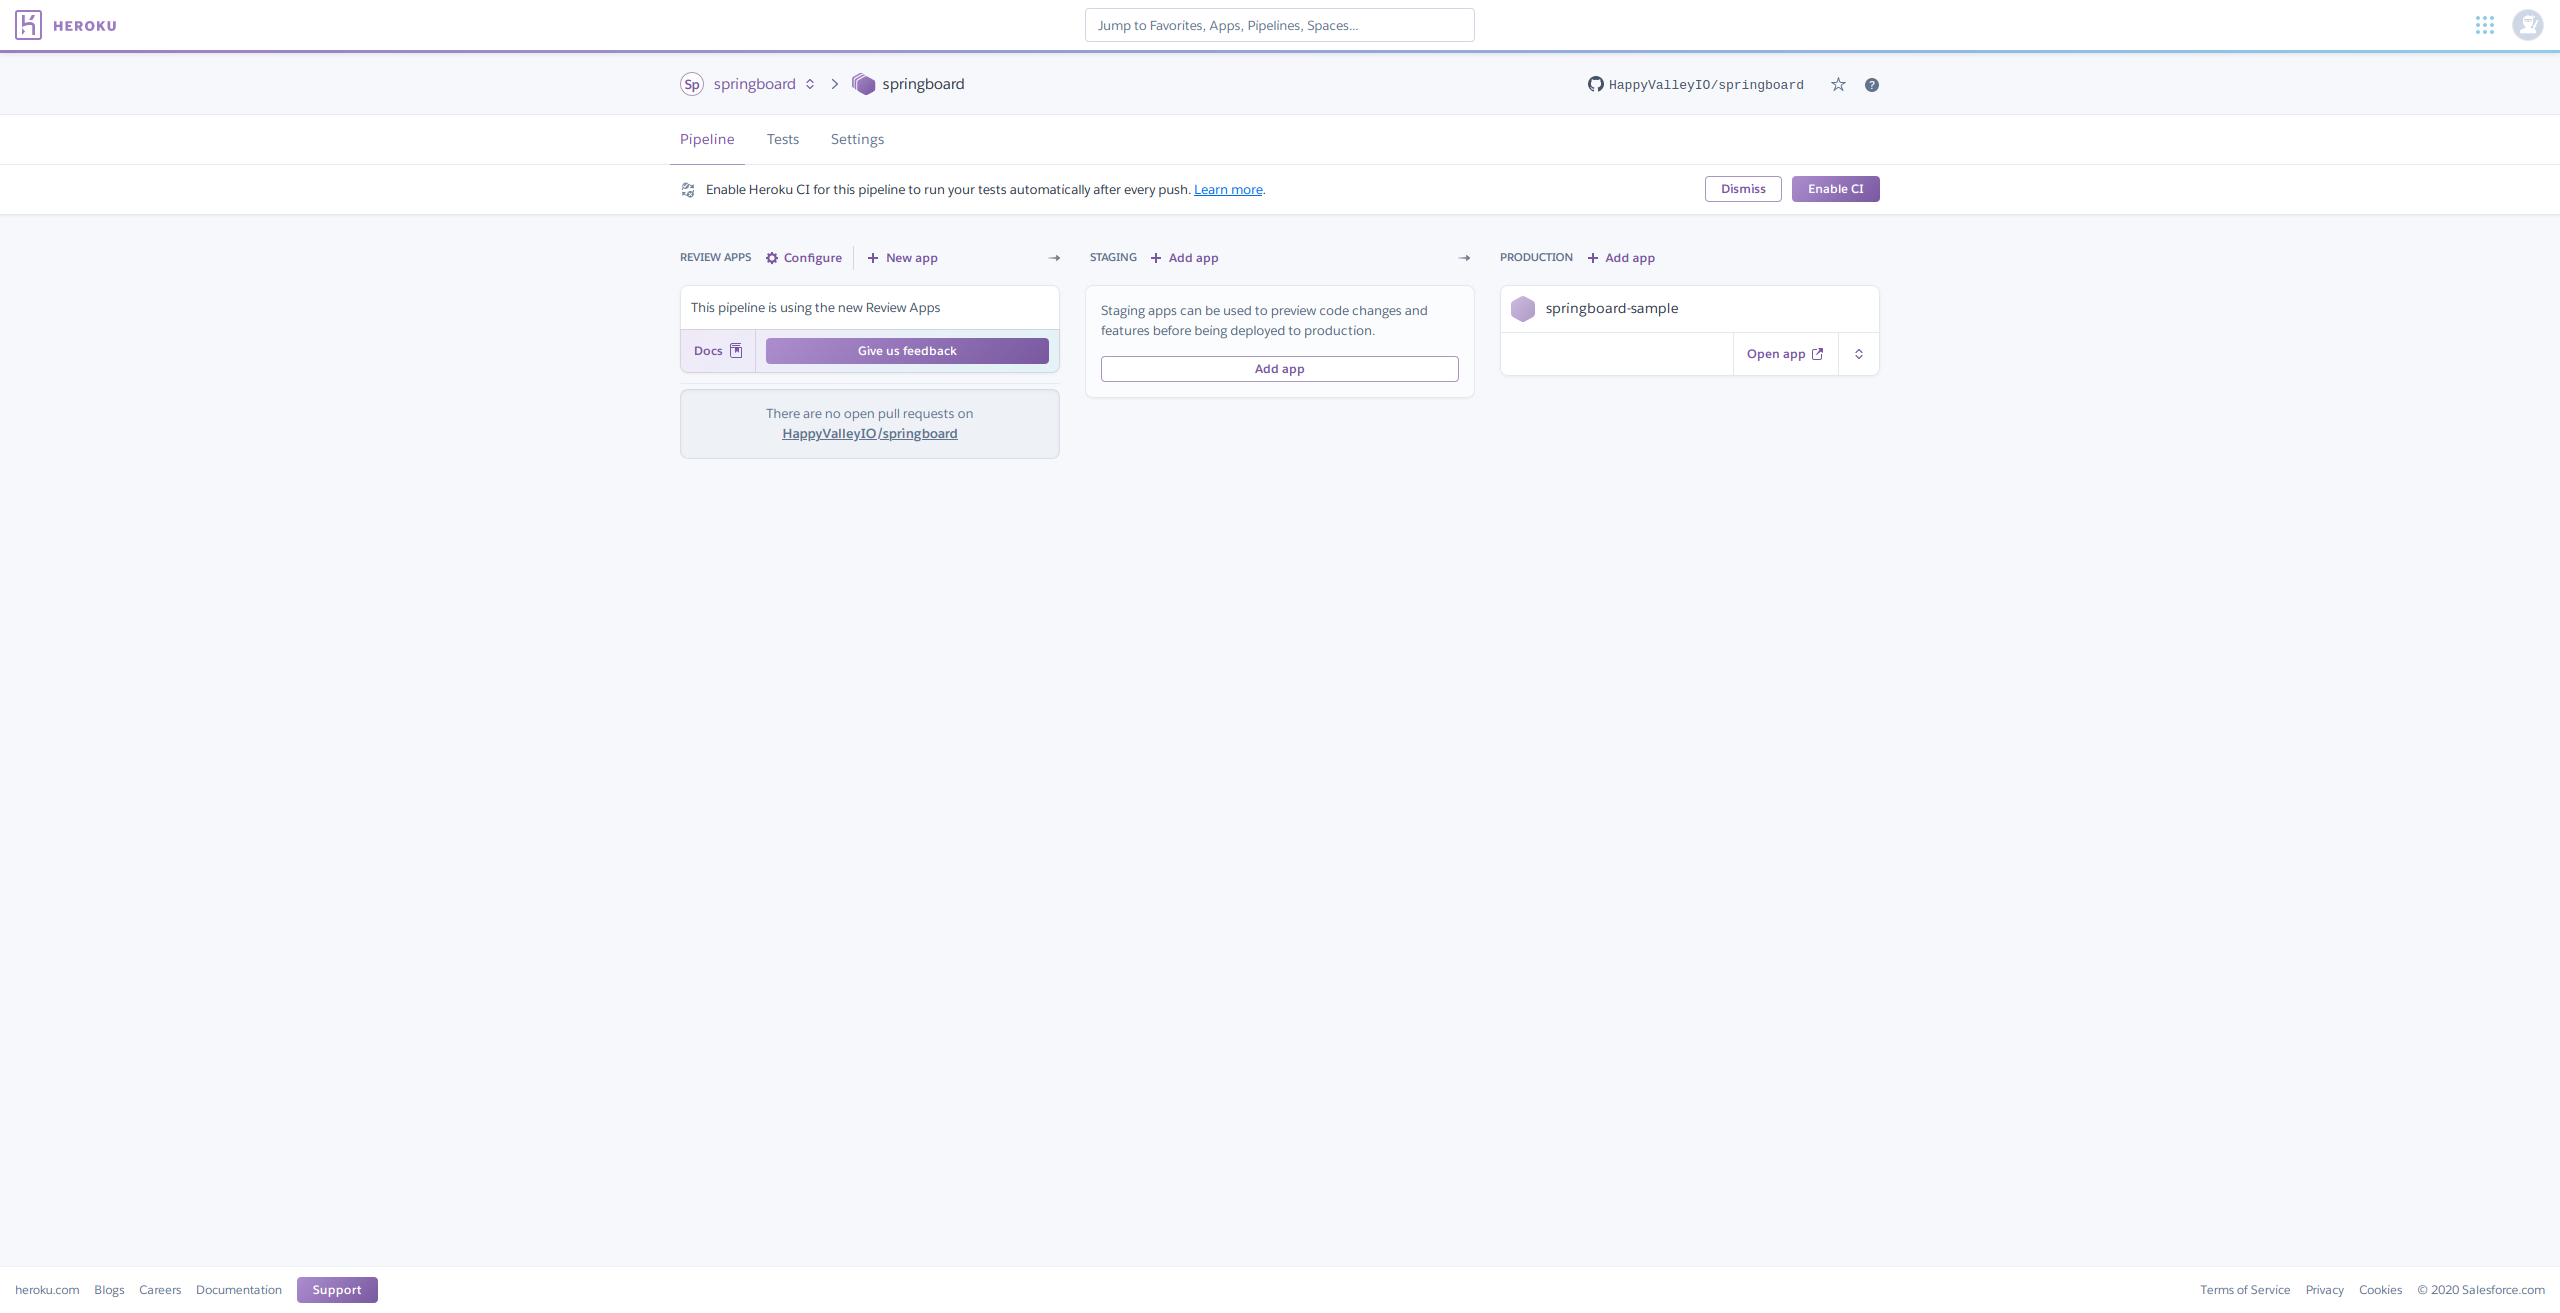 HEROKU
Jump to Favorites, Apps, Pipelines, Spaces...
Sp springboard springboard
HappyValleyIO/springboard
?
Pipeline Tests Settings
Enable Heroku CI for this pipeline to run your tests automatically after every push. Learn more.
Dismiss Enable CI
REVIEW APPS Configure New app
This pipeline is using the new Review Apps
Docs Give us feedback
There are no open pull requests on
HappyValleyIO/springboard
STAGING Add app
Staging apps can be used to preview code changes and
features before being deployed to production.
Add app
PRODUCTION Add app
springboard-sample
Open app
heroku.com Blogs Careers Documentation Support
Terms of Service Privacy Cookies © 2020 Salesforce.com